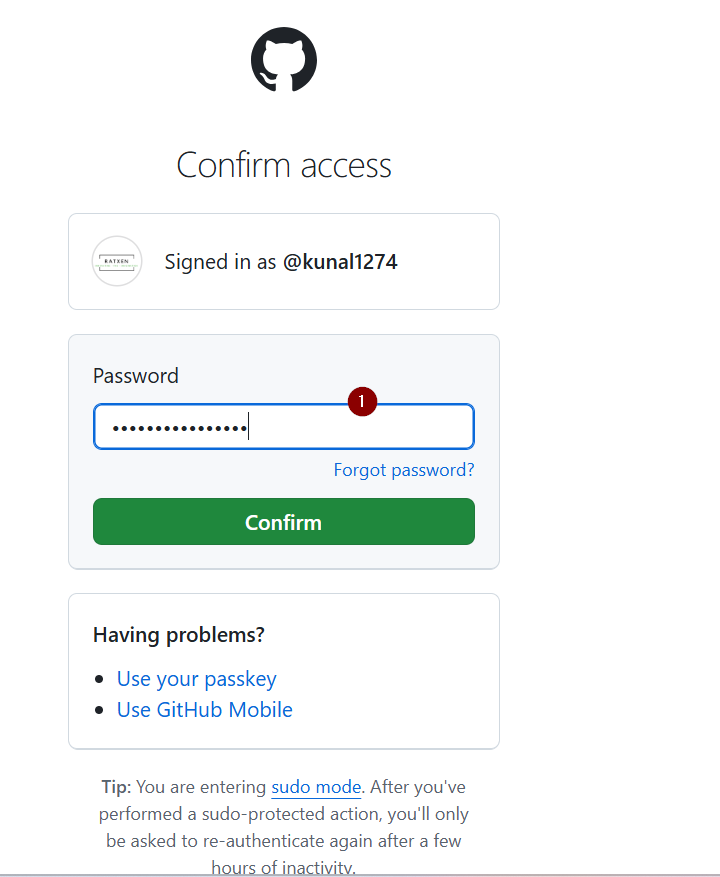 Confirm access
RATXEN
Signed in as @kunal1274
Password
1
••••••••••••••••
Forgot password?
Confirm
Having problems?
• Use your passkey
• Use GitHub Mobile
Tip: You are entering sudo mode. After you've
performed a sudo-protected action, you'll only
be asked to re-authenticate again after a few
hours of inactivity.